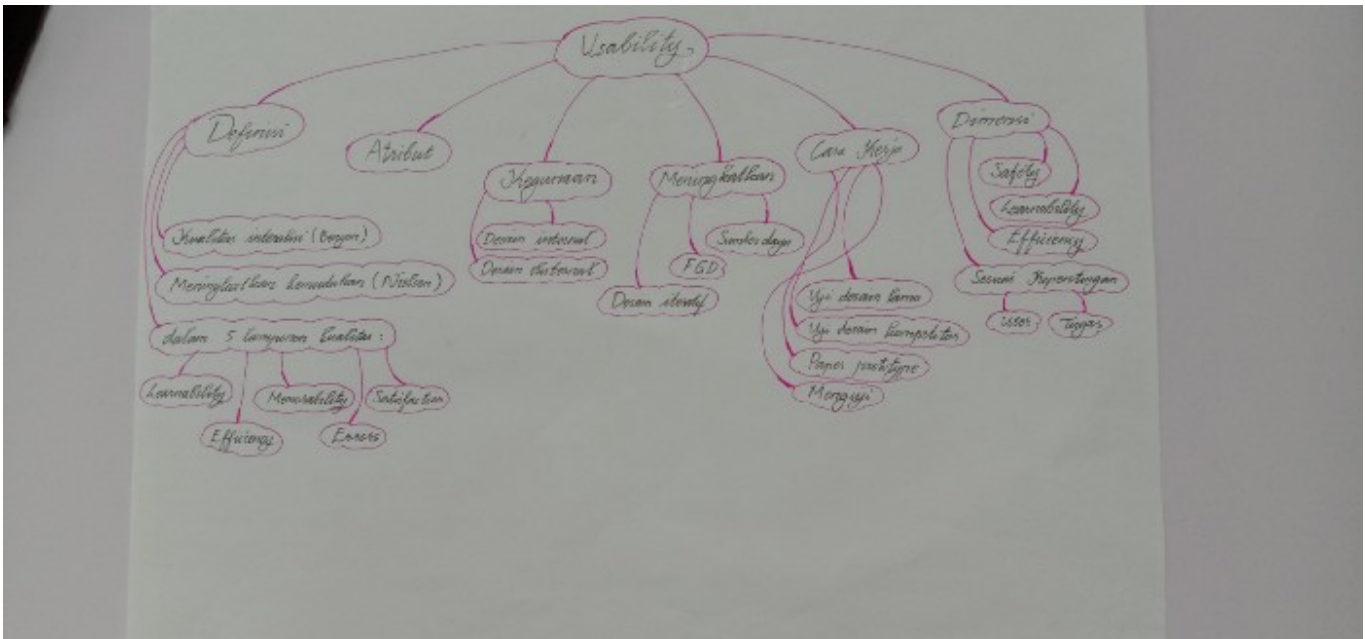 Usability
Definisi
Atribut
Kegunaan
Meningkatkan
Cara Kerja
Dimensi
Kualitas interaksi (Benyon)
Meningkatkan kemudahan (Nielsen)
dalam 5 komponen kualitas :
Learnability
Efficiency
Memorability
Errors
Satisfaction
Desain internal
Desain eksternal
Desain iteratif
FGD
Sumber daya
Uji desain lama
Uji desain kompetitor
Paper prototype
Menguji
Safety
Learnability
Efficiency
Sesuai Kepentingan
User
Tugas